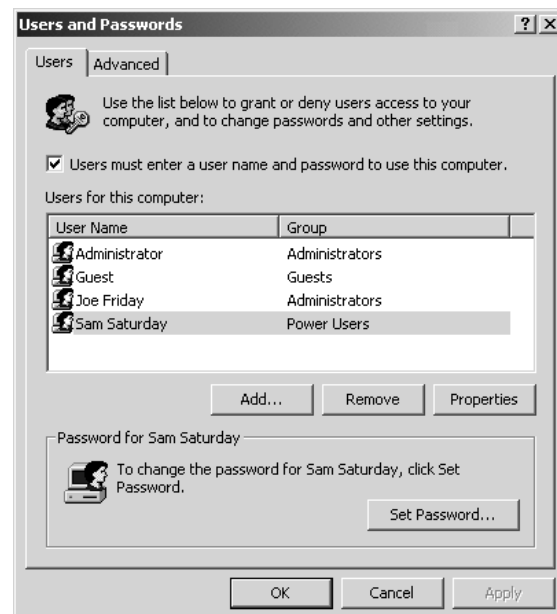 Users and Passwords
Users
Advanced
Use the list below to grant or deny users access to your
computer, and to change passwords and other settings.
Users must enter a user name and password to use this computer.
Users for this computer:
User Name Group
Administrator Administrators
Guest Guests
Joe Friday Administrators
Sam Saturday Power Users
Add... Remove Properties
Password for Sam Saturday
To change the password for Sam Saturday, click Set
Password.
Set Password...
OK Cancel Apply